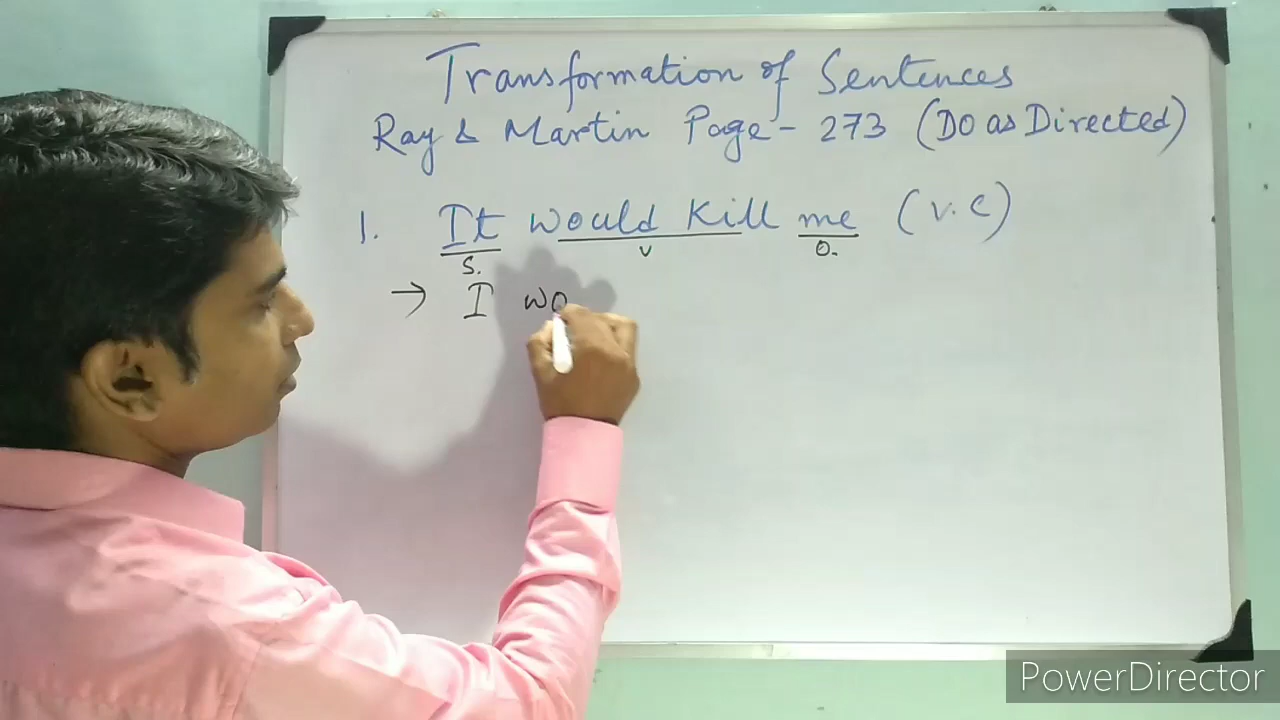 Transformation of Sentences
Ray & Martin Page - 273 (Do as Directed)
1. It would kill me (V.C)
S. V O.
→ I wo
PowerDirector